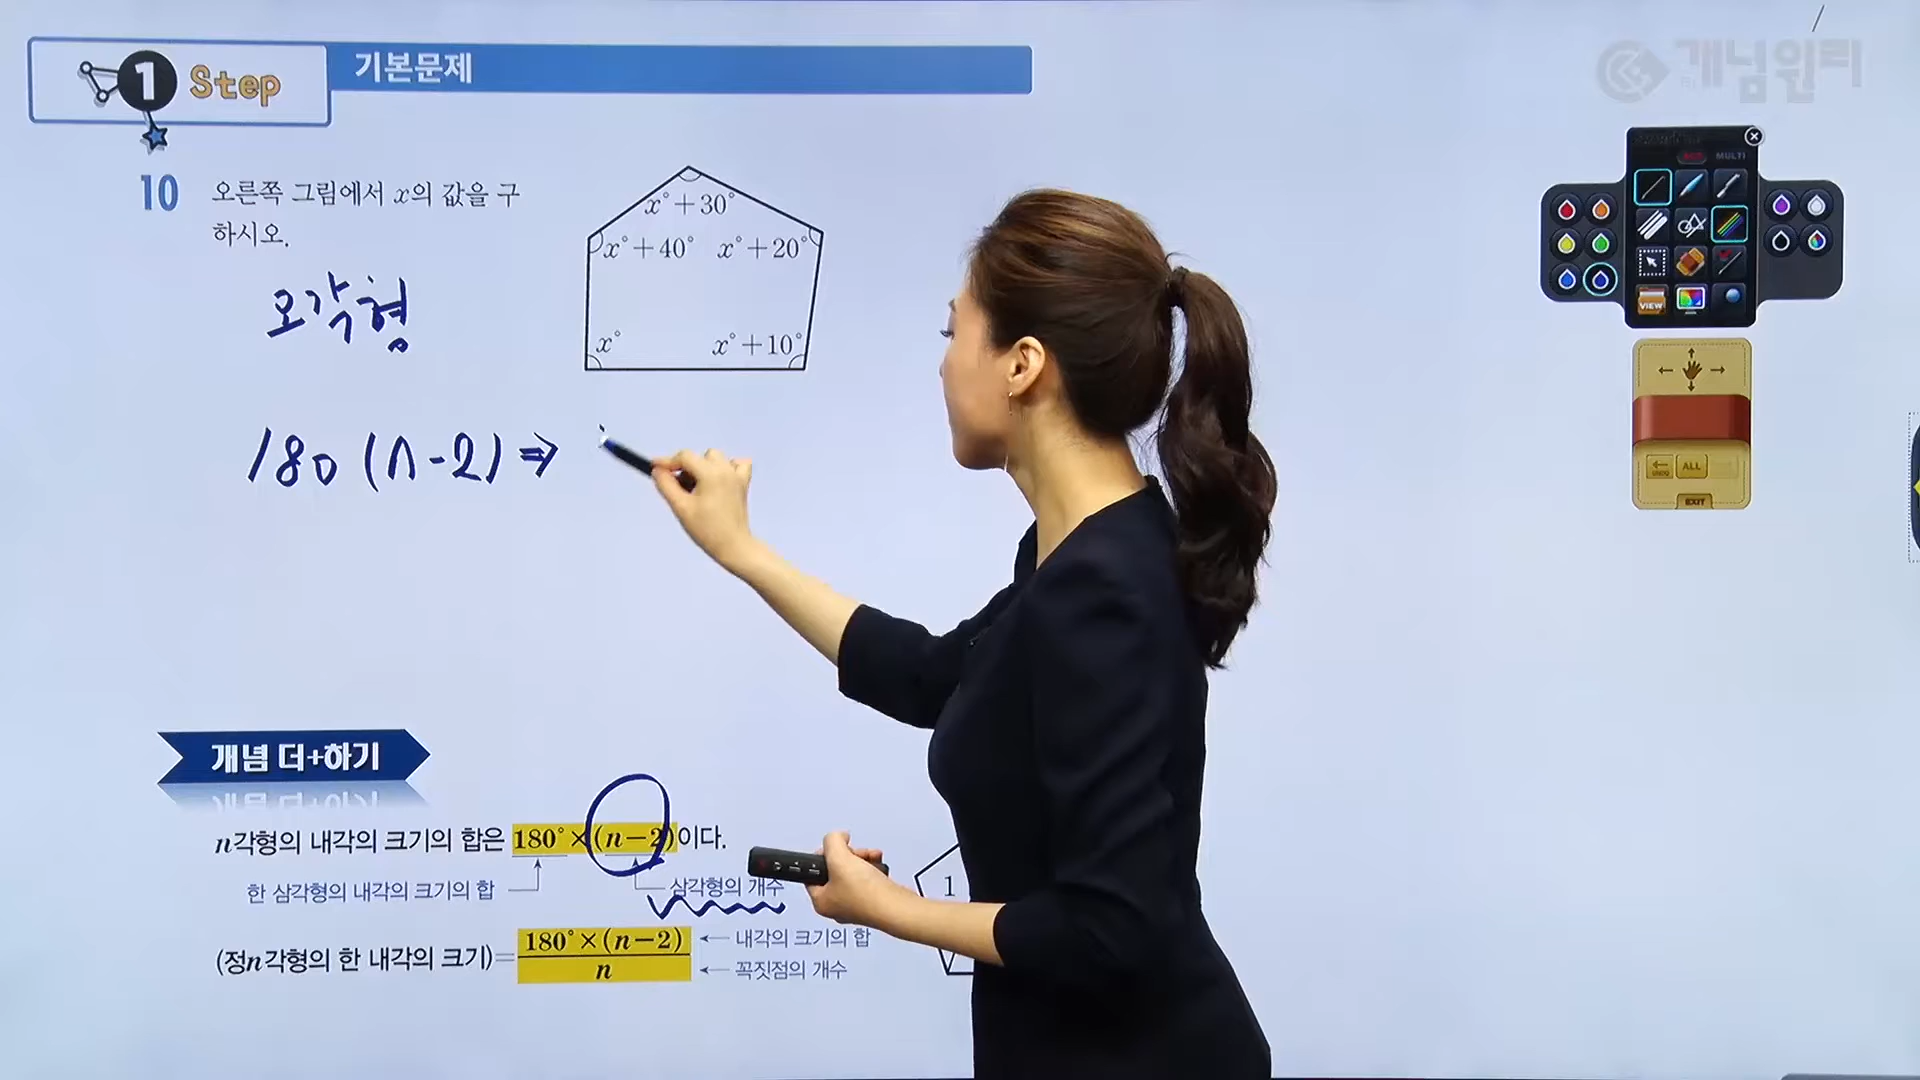 1 Step 기본문제
개념원리
MULTI
10 오른쪽 그림에서 x의 값을 구
하시오.
x°+30°
x°+40° x°+20°
x° x°+10°
오각형
180 (n-2) ⇒
VIEW
UNDO ALL
EXIT
개념 더+하기
n각형의 내각의 크기의 합은 180°×(n-2)이다.
한 삼각형의 내각의 크기의 합 삼각형의 개수
1
(정n각형의 한 내각의 크기)=180°×(n-2) ← 내각의 크기의 합
n ← 꼭짓점의 개수